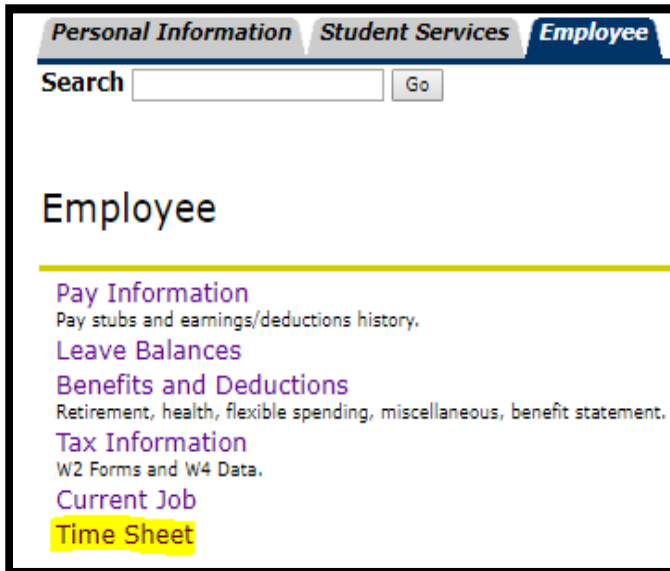 Personal Information Student Services Employee
Search Go
Employee
Pay Information
Pay stubs and earnings/deductions history.
Leave Balances
Benefits and Deductions
Retirement, health, flexible spending, miscellaneous, benefit statement.
Tax Information
W2 Forms and W4 Data.
Current Job
Time Sheet